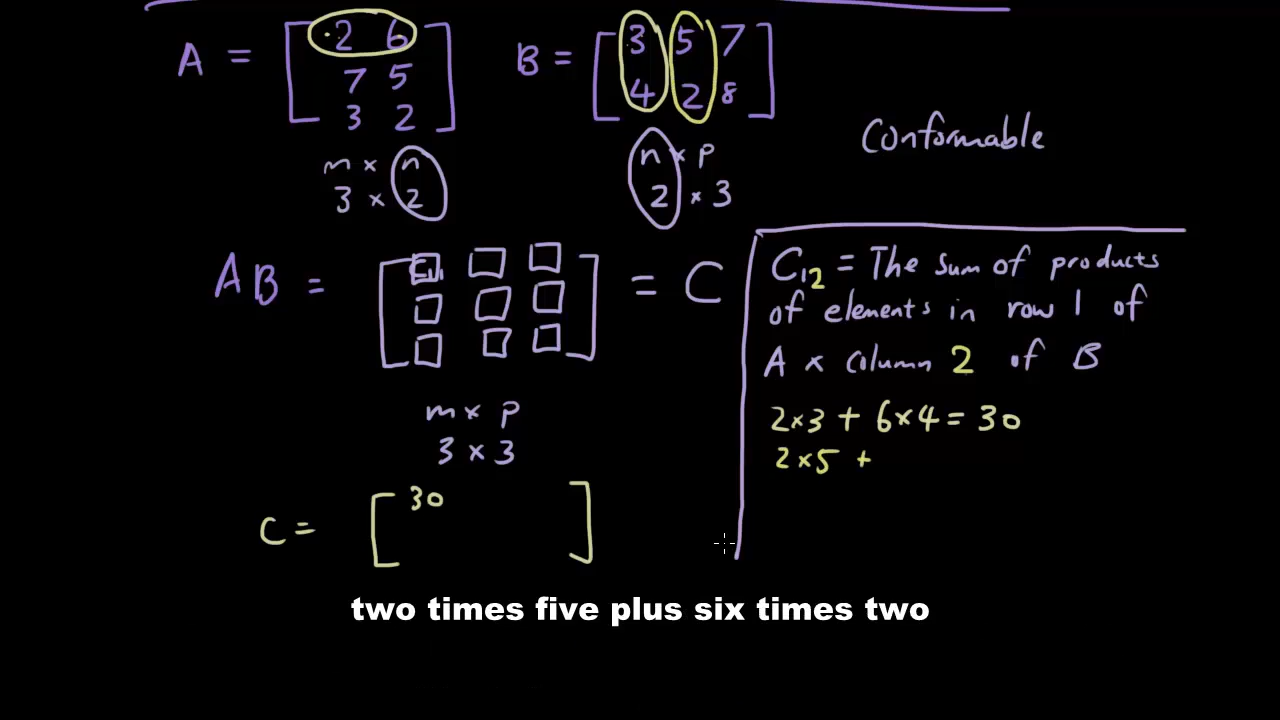 A = [ 2 6 B = [ 3 5 7
7 5 4 2 8 ]
3 2 ]
Conformable
m × n n × p
3 × 2 2 × 3
AB = [ C11 ] = C
C12 = The sum of products
of elements in row 1 of
A × column 2 of B
m × p
3 × 3
2×3 + 6×4 = 30
2×5 +
C = [ 30 ]
two times five plus six times two